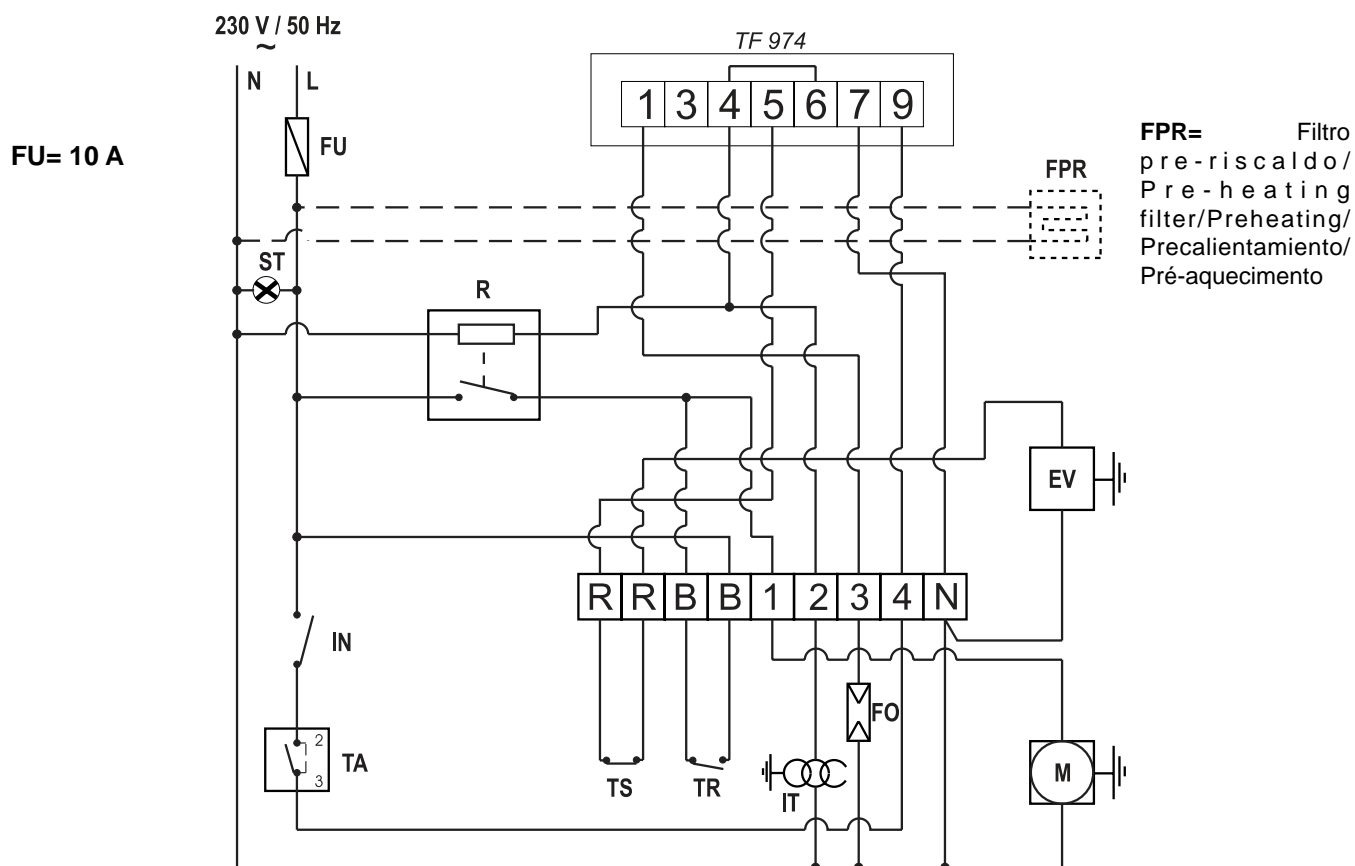 230 V / 50 Hz
~
N L
TF 974
1 3 4 5 6 7 9
FU
FU= 10 A
FPR= Filtro
pre-riscaldo/
Pre-heating
filter/Preheating/
Precalientamiento/
Pré-aquecimento
FPR
ST
R
EV
R R B B 1 2 3 4 N
IN
FO
2
TA
3
TS
TR
IT
M